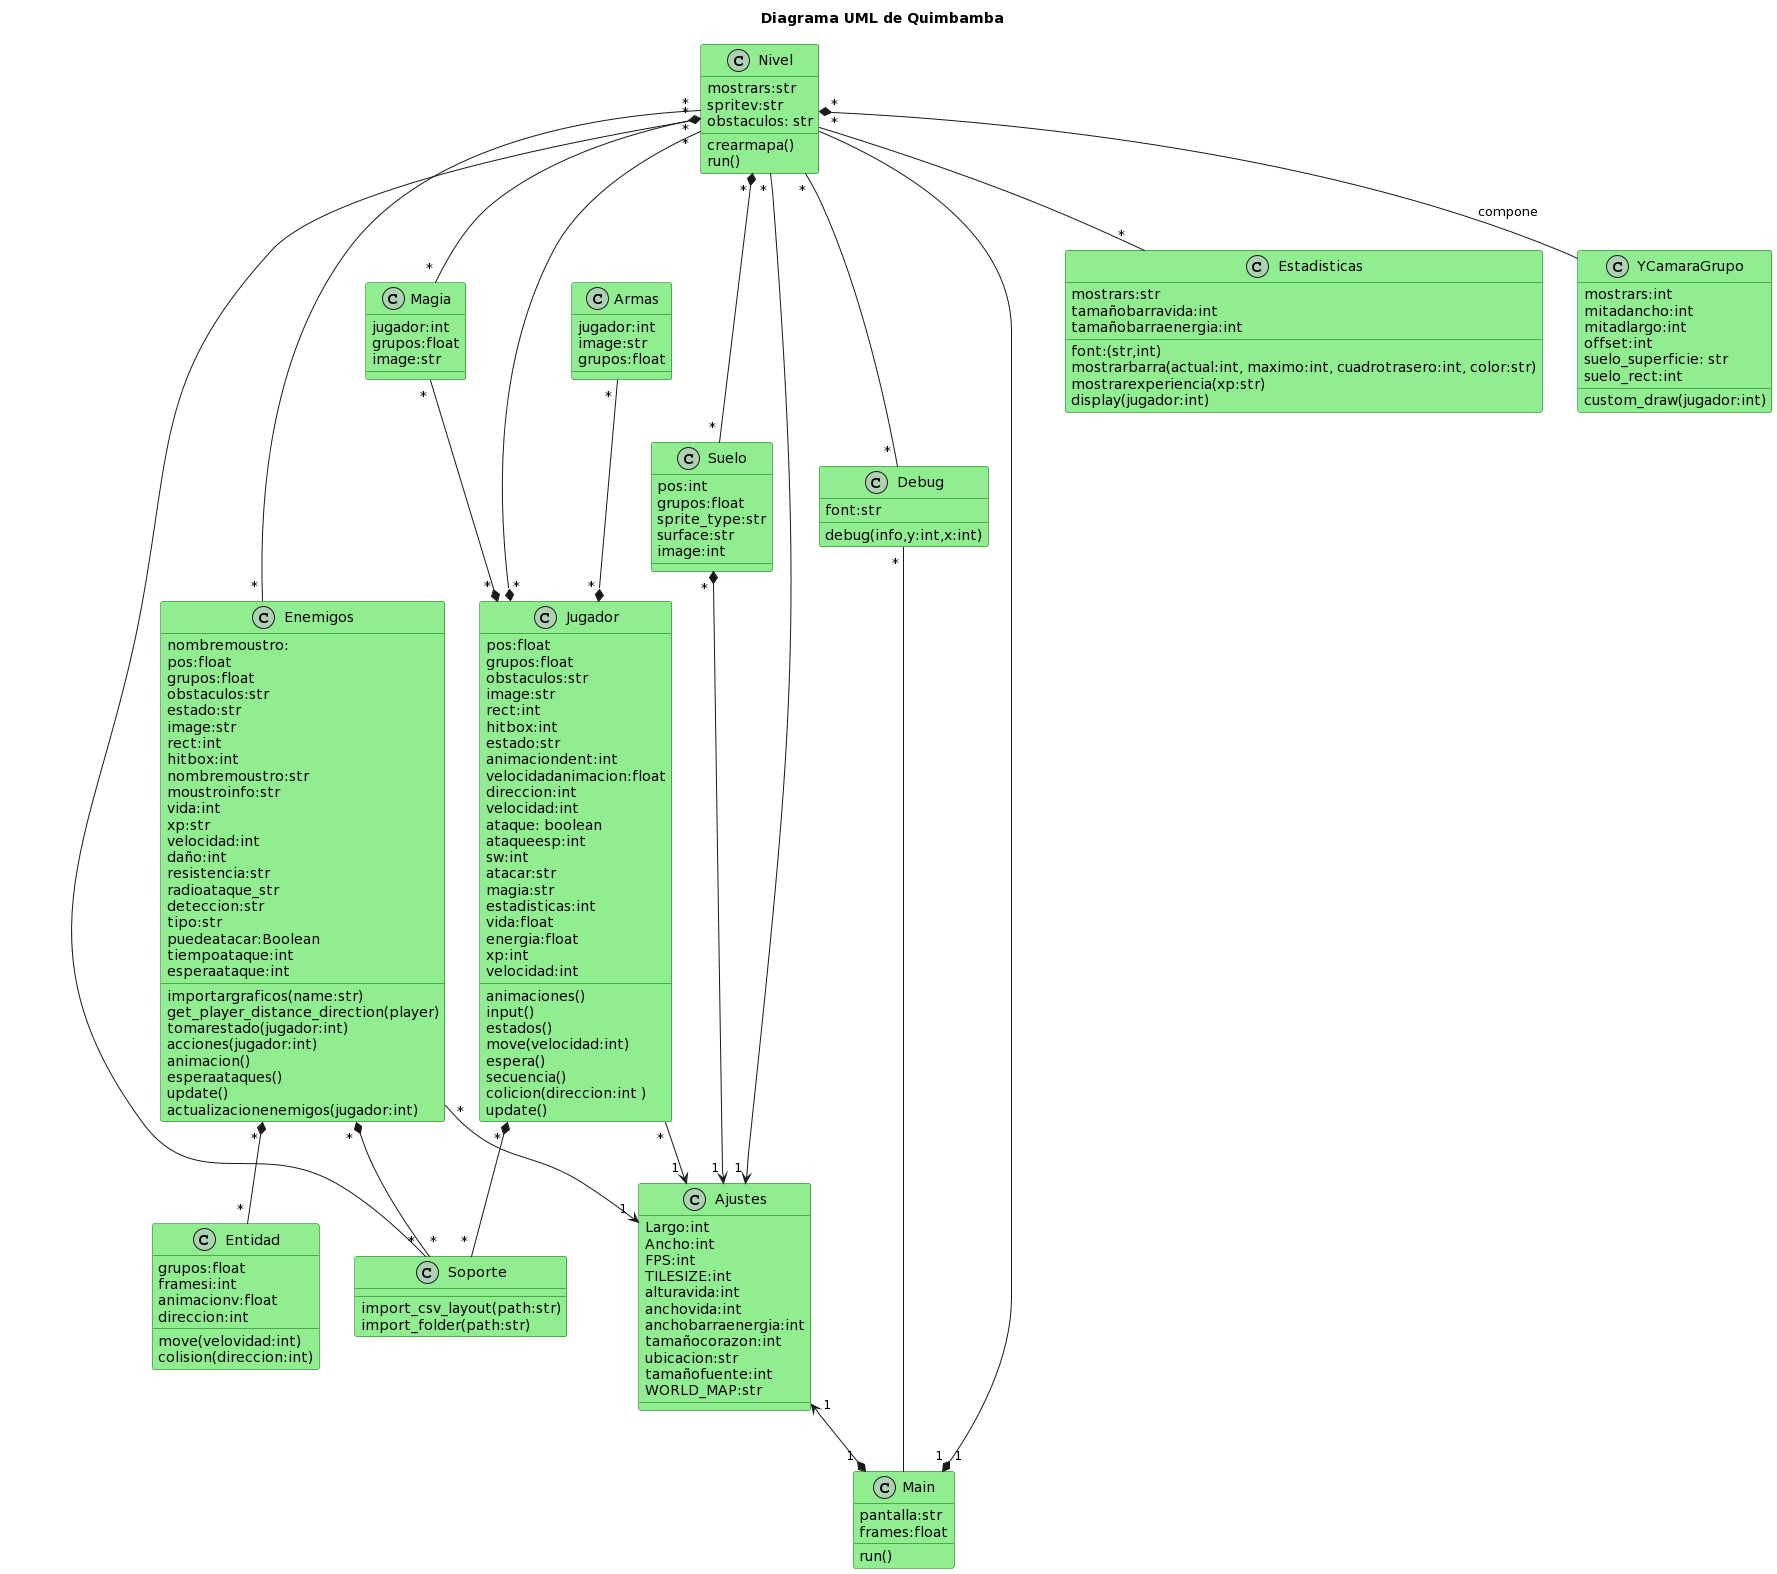 Diagrama UML de Quimbamba
C Nivel
mostrars:str
spritev:str
obstaculos: str
crearmapa()
run()
*
*
*
*
*
*
*
*
*
compone
C Magia
jugador:int
grupos:float
image:str
*
*
C Armas
jugador:int
image:str
grupos:float
*
C Estadisticas
mostrars:str
tamañobarravida:int
tamañobarraenergia:int
font:(str,int)
mostrarbarra(actual:int, maximo:int, cuadrotrasero:int, color:str)
mostrarexperiencia(xp:str)
display(jugador:int)
*
C YCamaraGrupo
mostrars:int
mitadancho:int
mitadlargo:int
offset:int
suelo_superficie: str
suelo_rect:int
custom_draw(jugador:int)
*
C Suelo
pos:int
grupos:float
sprite_type:str
surface:str
image:int
*
*
C Debug
font:str
debug(info,y:int,x:int)
*
*
C Enemigos
nombremoustro:
pos:float
grupos:float
obstaculos:str
estado:str
image:str
rect:int
hitbox:int
nombremoustro:str
moustroinfo:str
vida:int
xp:str
velocidad:int
daño:int
resistencia:str
radioataque_str
deteccion:str
tipo:str
puedeatacar:Boolean
tiempoataque:int
esperaataque:int
importargraficos(name:str)
get_player_distance_direction(player)
tomarestado(jugador:int)
acciones(jugador:int)
animacion()
esperaataques()
update()
actualizacionenemigos(jugador:int)
*
*
*
*
*
*
C Jugador
pos:float
grupos:float
obstaculos:str
image:str
rect:int
hitbox:int
estado:str
animaciondent:int
velocidadanimacion:float
direccion:int
velocidad:int
ataque: boolean
ataqueesp:int
sw:int
atacar:str
magia:str
estadisticas:int
vida:float
energia:float
xp:int
velocidad:int
animaciones()
input()
estados()
move(velocidad:int)
espera()
secuencia()
colicion(direccion:int )
update()
*
*
1
1
1
1
*
C Entidad
grupos:float
framesi:int
animacionv:float
direccion:int
move(velovidad:int)
colision(direccion:int)
*
*
*
C Soporte
import_csv_layout(path:str)
import_folder(path:str)
C Ajustes
Largo:int
Ancho:int
FPS:int
TILESIZE:int
alturavida:int
anchovida:int
anchobarraenergia:int
tamañocorazon:int
ubicacion:str
tamañofuente:int
WORLD_MAP:str
1
1
1
1
C Main
pantalla:str
frames:float
run()